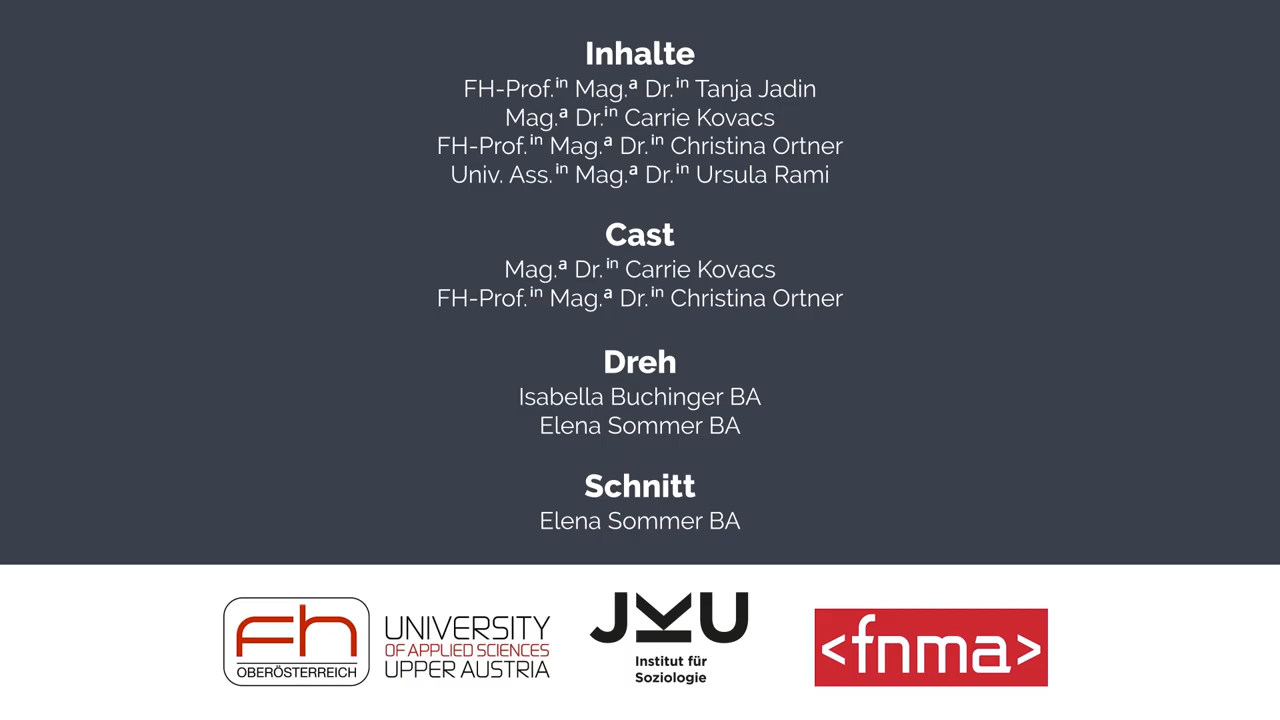 Inhalte
FH-Prof.ⁱⁿ Mag.ª Dr.ⁱⁿ Tanja Jadin
Mag.ª Dr.ⁱⁿ Carrie Kovacs
FH-Prof.ⁱⁿ Mag.ª Dr.ⁱⁿ Christina Ortner
Univ. Ass.ⁱⁿ Mag.ª Dr.ⁱⁿ Ursula Rami
Cast
Mag.ª Dr.ⁱⁿ Carrie Kovacs
FH-Prof.ⁱⁿ Mag.ª Dr.ⁱⁿ Christina Ortner
Dreh
Isabella Buchinger BA
Elena Sommer BA
Schnitt
Elena Sommer BA
fh
OBERÖSTERREICH
UNIVERSITY
OF APPLIED SCIENCES
UPPER AUSTRIA
JKU
Institut für
Soziologie
<fnma>